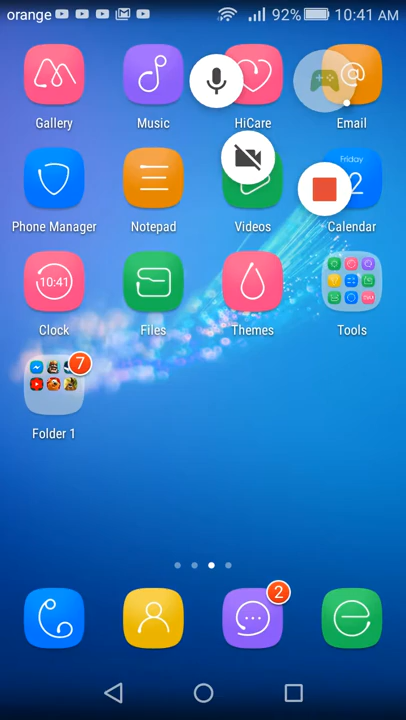 orange 92% 10:41 AM
Gallery Music HiCare Email
Friday
2
Phone Manager Notepad Videos Calendar
10:41
Clock Files Themes Tools
7
Folder 1
2